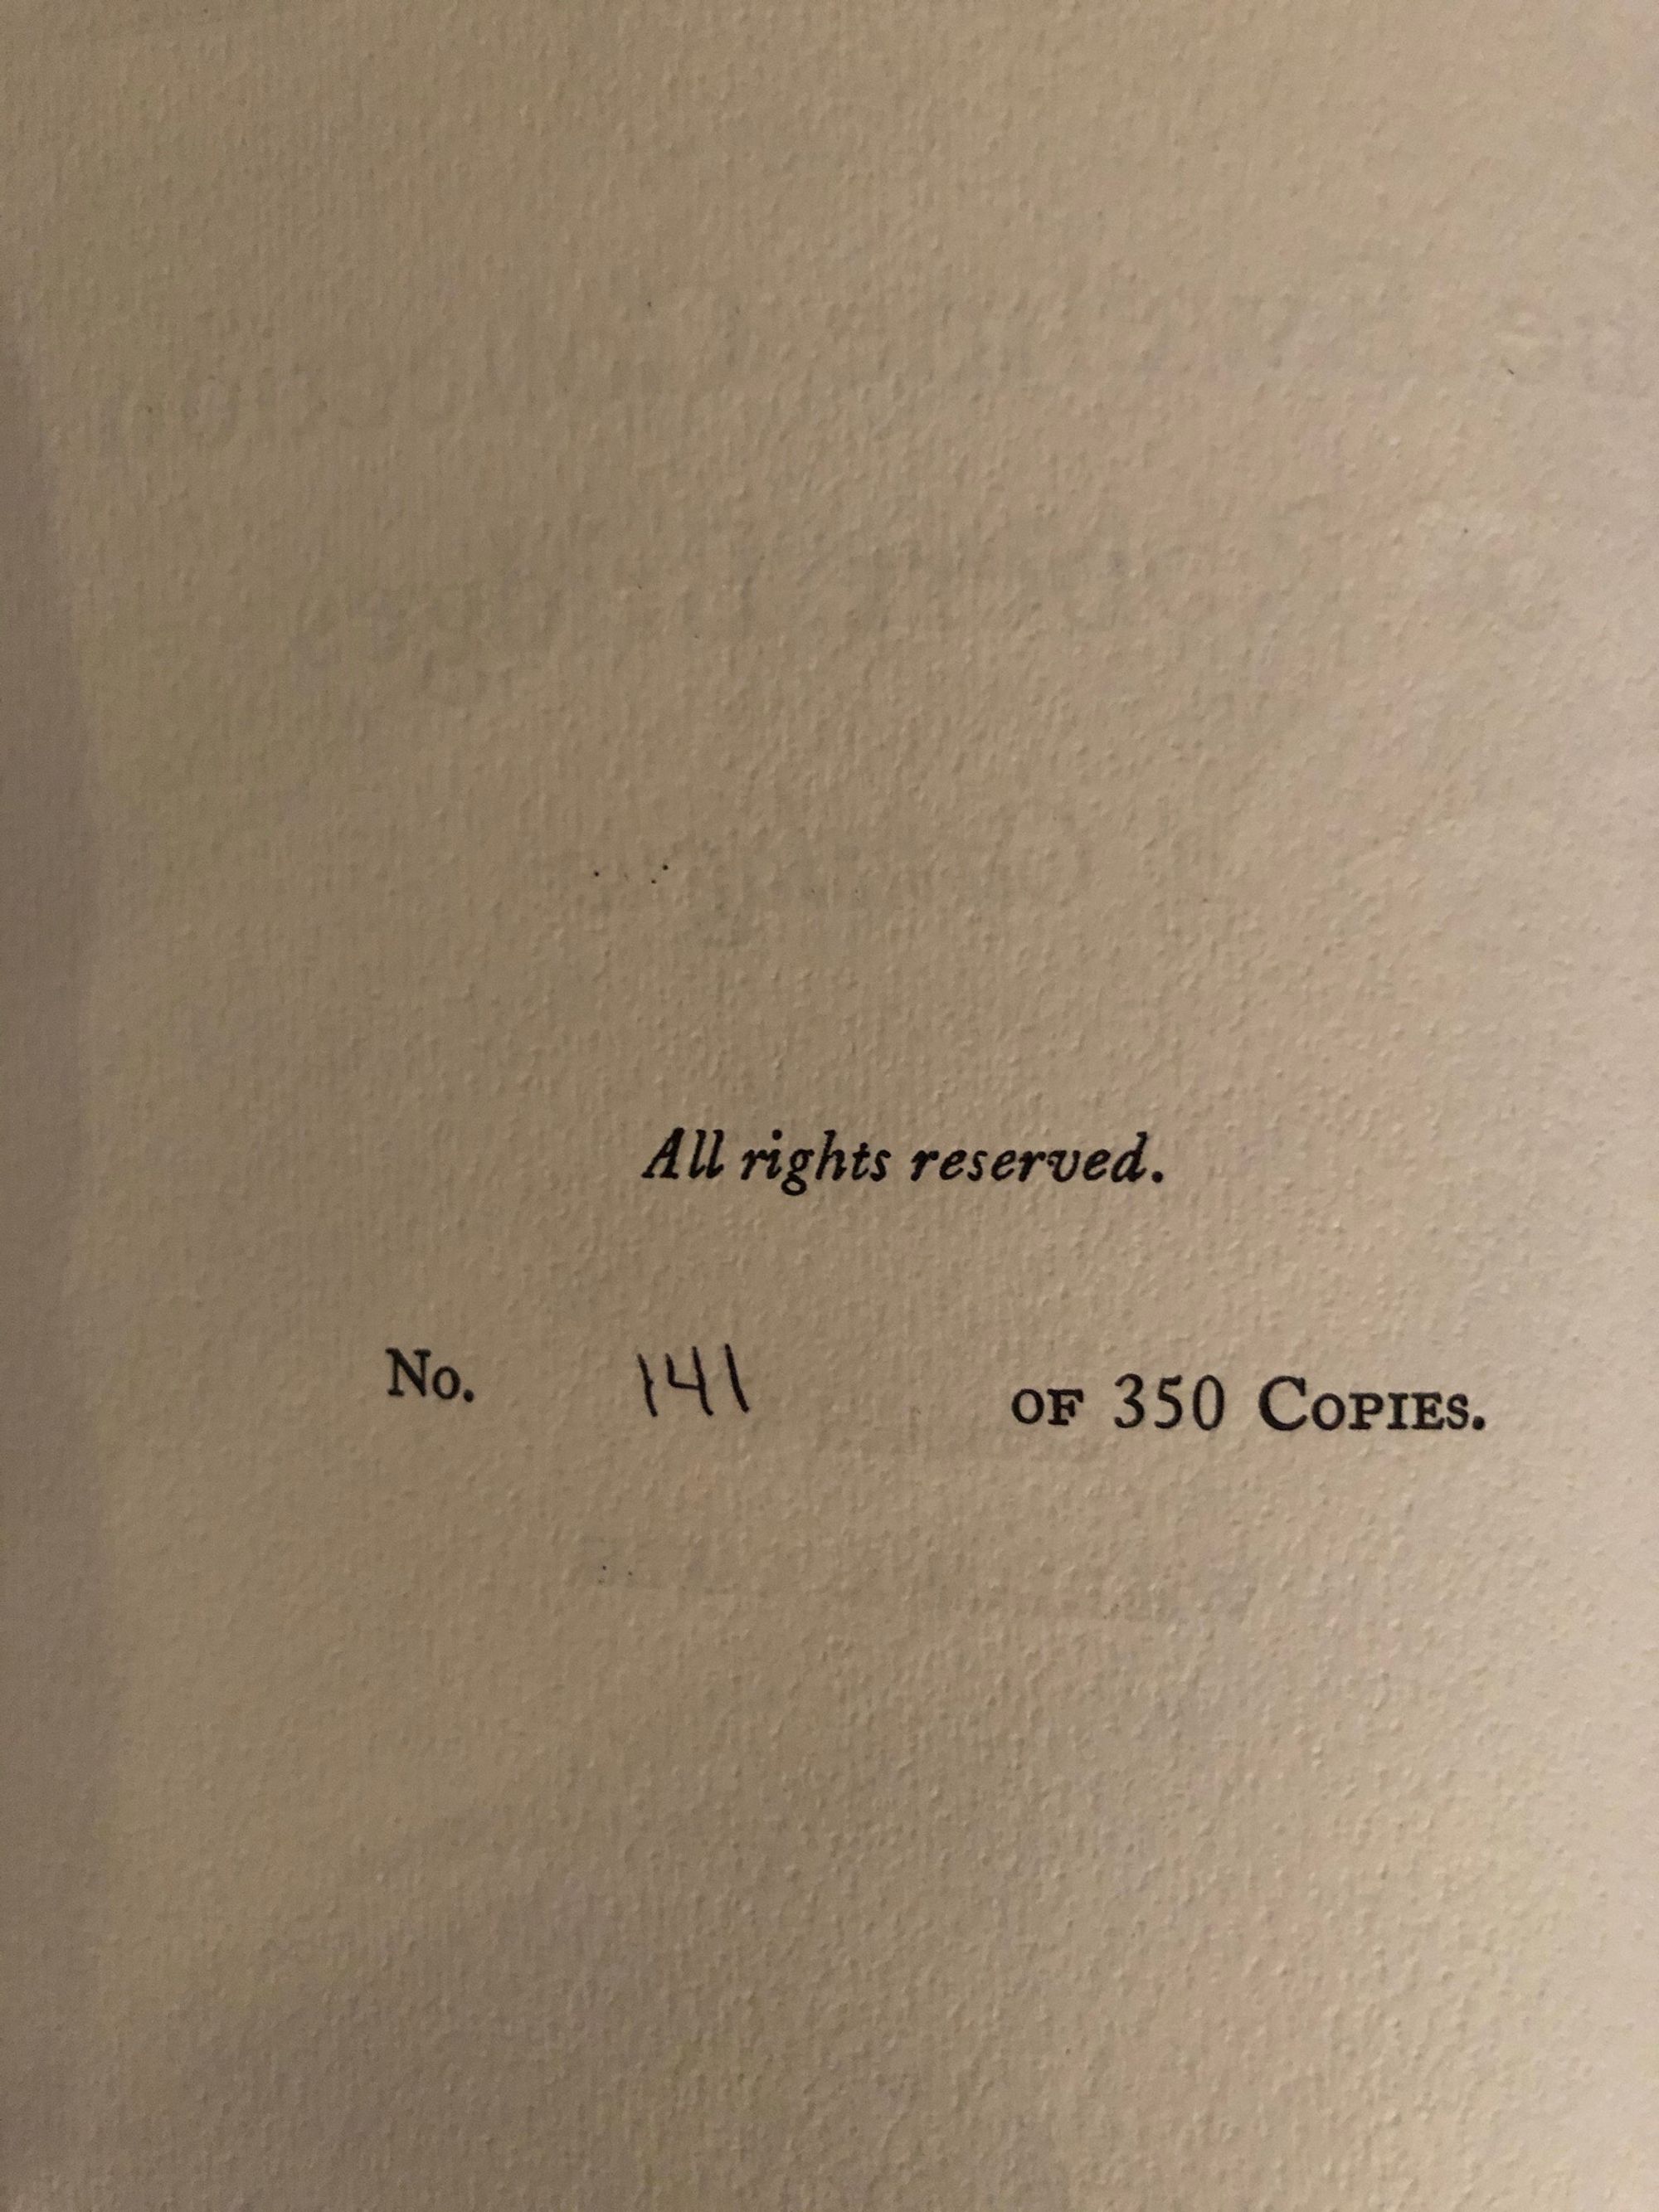 All rights reserved.
No. 141 OF 350 COPIES.